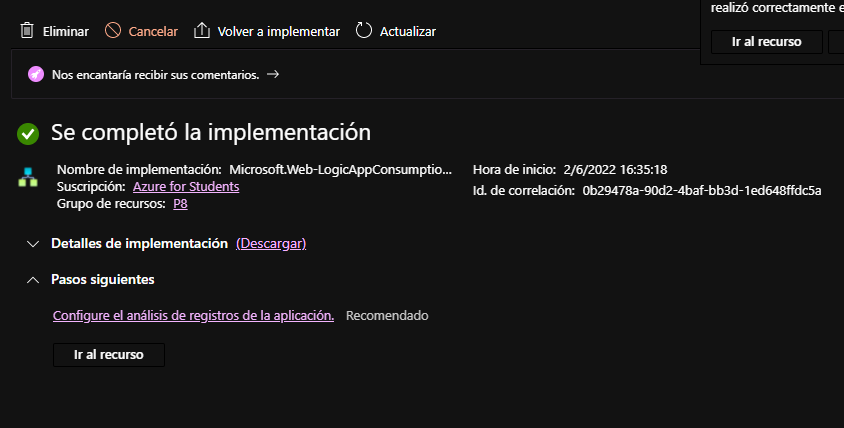 realizó correctamente e
Ir al recurso
Eliminar Cancelar Volver a implementar Actualizar
Nos encantaría recibir sus comentarios. →
Se completó la implementación
Nombre de implementación: Microsoft.Web-LogicAppConsumptio... Hora de inicio: 2/6/2022 16:35:18
Suscripción: Azure for Students Id. de correlación: 0b29478a-90d2-4baf-bb3d-1ed648ffdc5a
Grupo de recursos: P8
Detalles de implementación (Descargar)
Pasos siguientes
Configure el análisis de registros de la aplicación. Recomendado
Ir al recurso